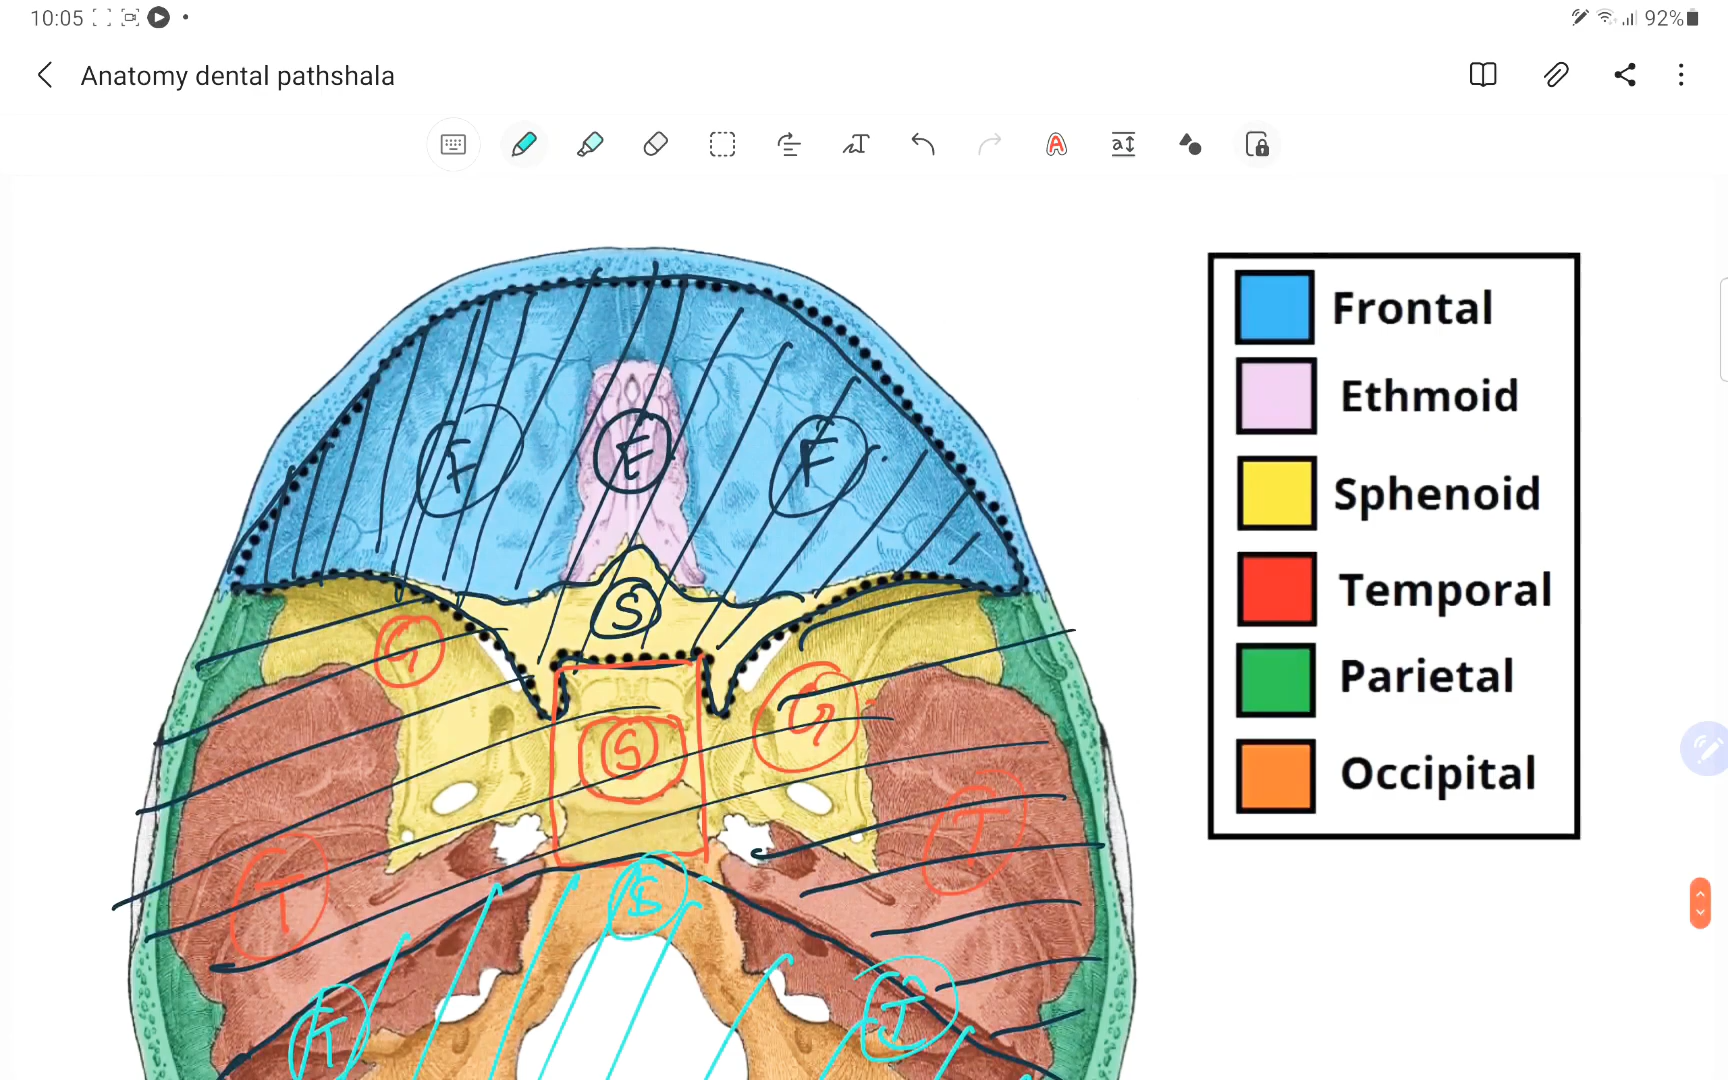 10:05
92%
Anatomy dental pathshala
A
a
Frontal
Ethmoid
Sphenoid
Temporal
Parietal
Occipital
F
E
F
S
G
G
S
T
T
T